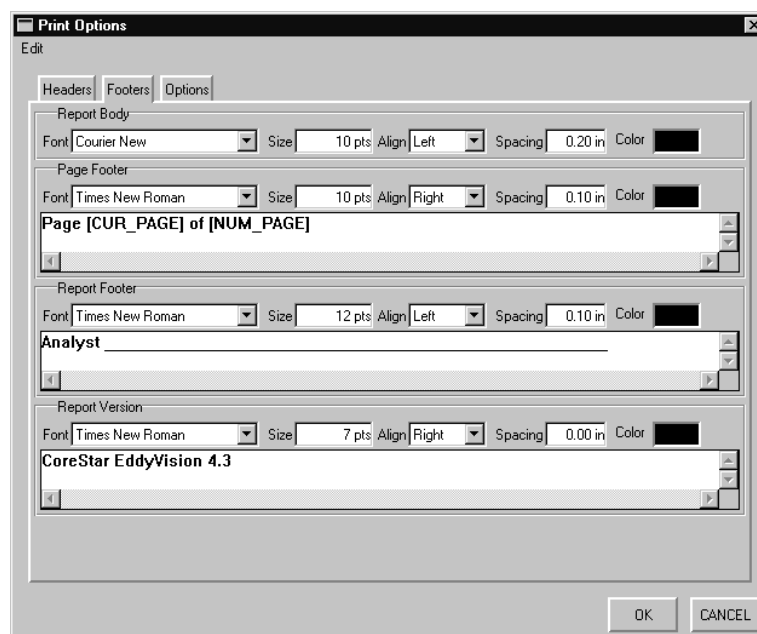 Print Options
Edit
Headers Footers Options
Report Body
Font Courier New Size 10 pts Align Left Spacing 0.20 in Color
Page Footer
Font Times New Roman Size 10 pts Align Right Spacing 0.10 in Color
Page [CUR_PAGE] of [NUM_PAGE]
Report Footer
Font Times New Roman Size 12 pts Align Left Spacing 0.10 in Color
Analyst ________________________________________
Report Version
Font Times New Roman Size 7 pts Align Right Spacing 0.00 in Color
CoreStar EddyVision 4.3
OK CANCEL